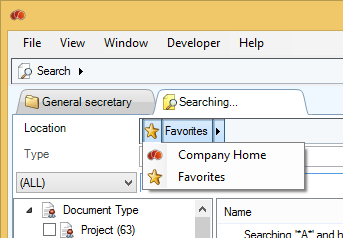 File View Window Developer Help
Search
General secretary Searching...
Location Favorites
Company Home
Type
Favorites
(ALL)
Document Type Name
Project (63)
Searching "*A*" and h